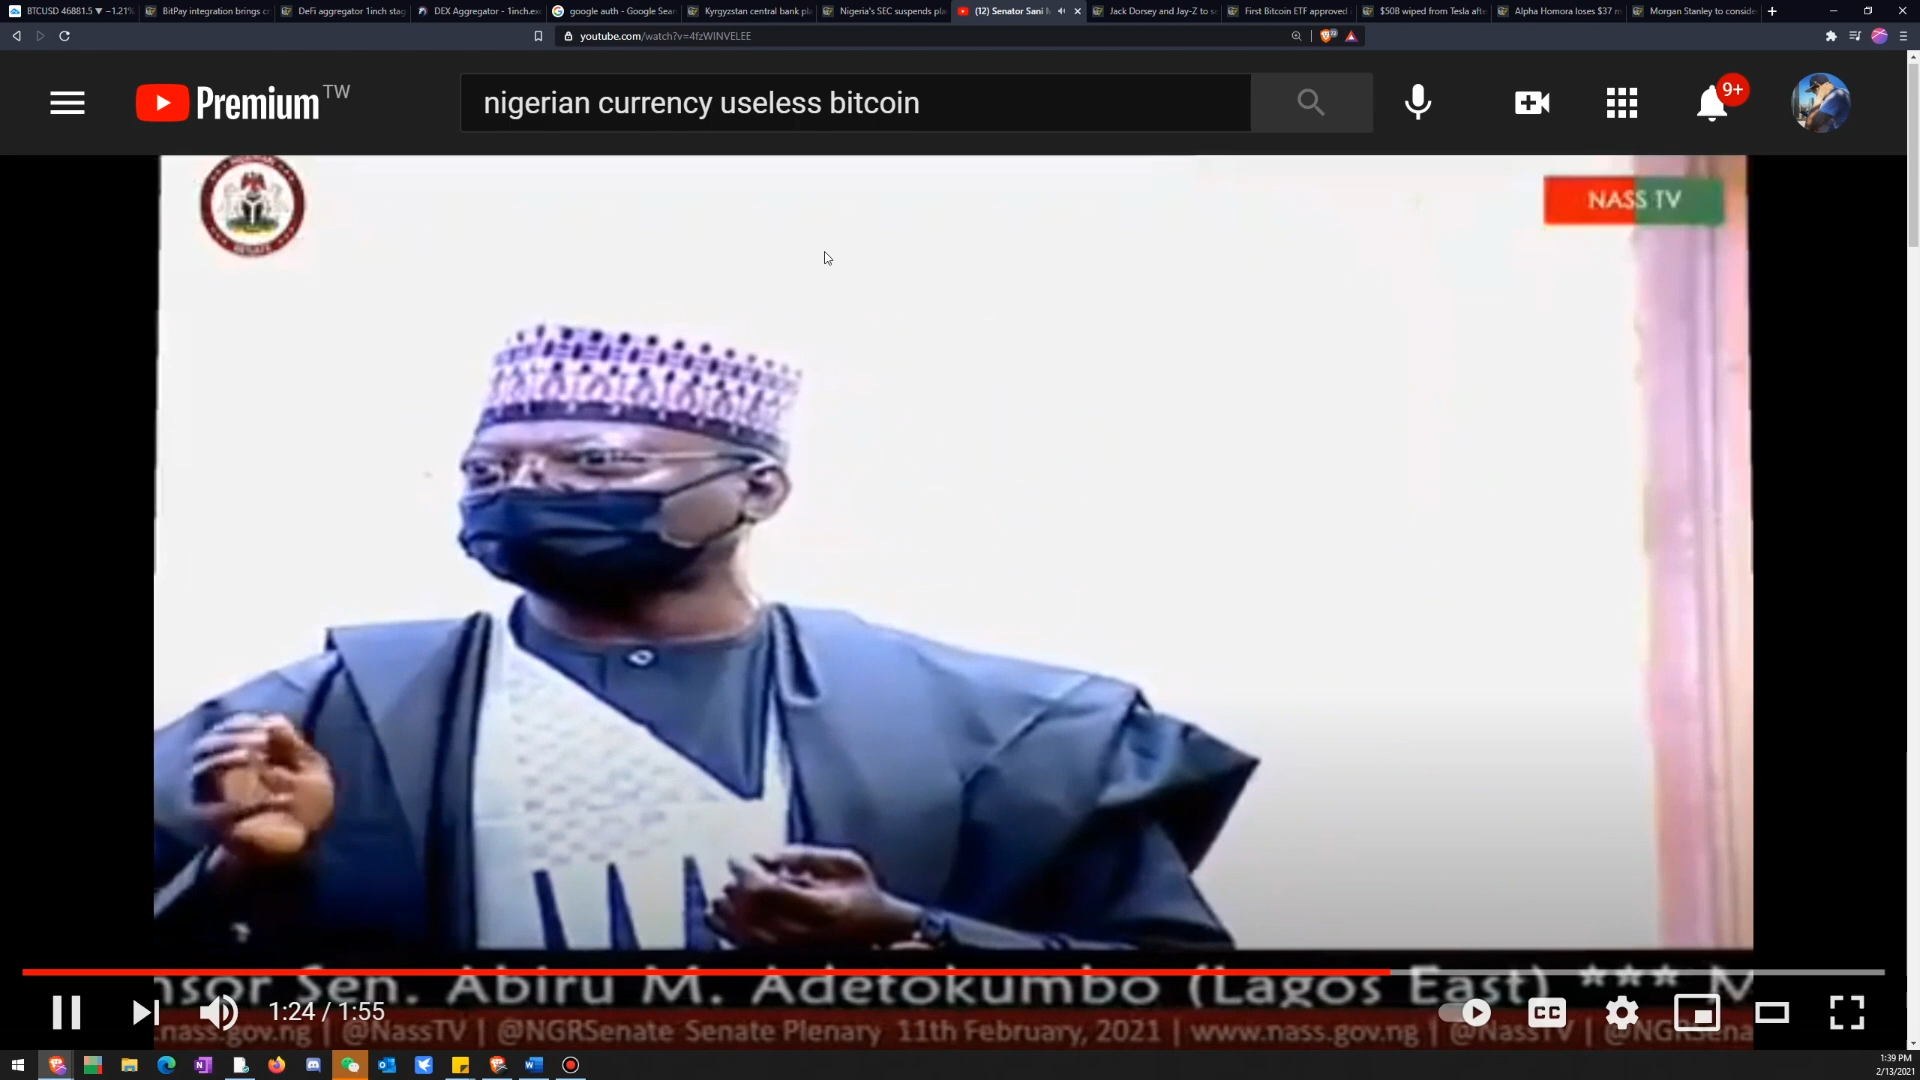 BTCUSD 46881.5 ▼ −1.21%
BitPay integration brings c
DeFi aggregator 1inch stag
DEX Aggregator - 1inch.ex
google auth - Google Sear
Kyrgyzstan central bank pl
Nigeria's SEC suspends pla
(12) Senator Sani M
Jack Dorsey and Jay-Z to s
First Bitcoin ETF approved
$50B wiped from Tesla aft
Alpha Homora loses $37 m
Morgan Stanley to conside
youtube.com/watch?v=4fzWINVELEE
22
Premium TW
nigerian currency useless bitcoin
9+
SENATE
NASS TV
nsor Sen. Abiru M. Adetokumbo (Lagos East) *** M
1:24 / 1:55
CC
.nass.gov.ng | @NassTV | @NGRSenate Senate Plenary 11th February, 2021 | www.nass.gov.ng | @NassTV | @NGRSena
1:39 PM
2/13/2021